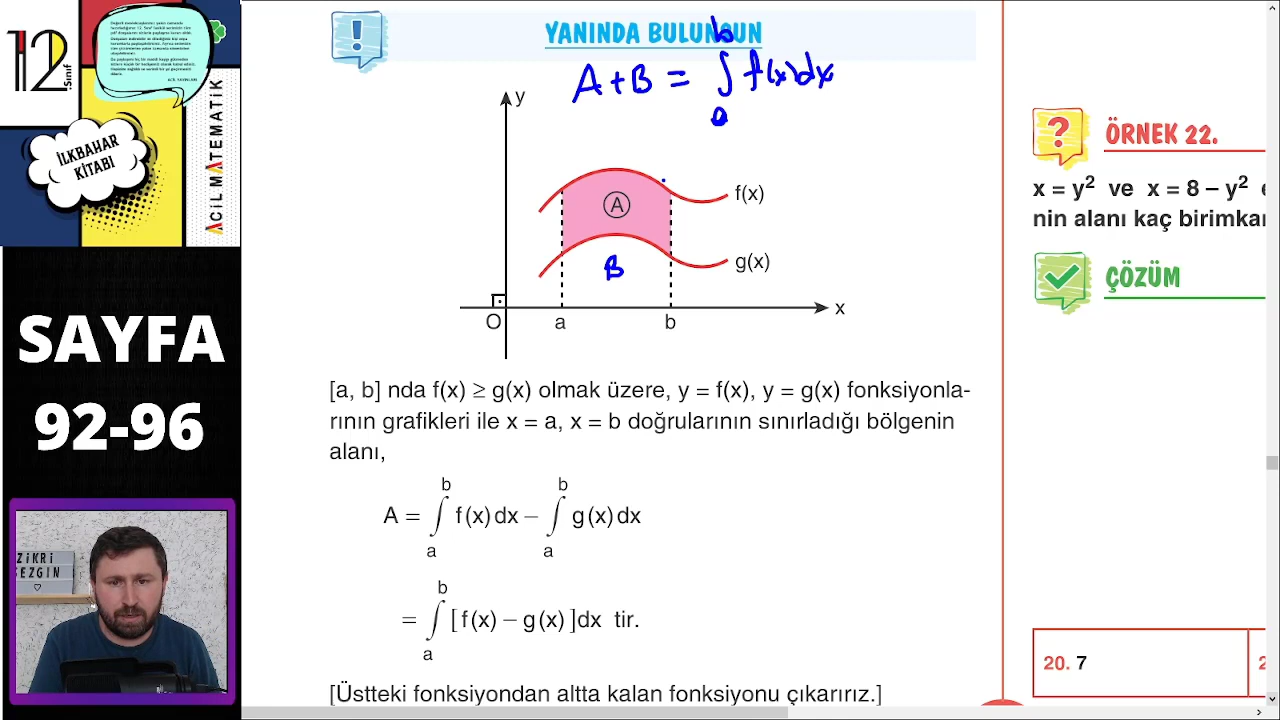 12.
Sınıf
İLKBAHAR
KİTABI
ACİL MATEMATİK
SAYFA
92-96
ZİKRİ
SEZGIN
YANINDA BULUNSUN
A+B = ∫ f(x)dx
b
a
y
f(x)
A
g(x)
B
O
a
b
x
[a, b] nda f(x) ≥ g(x) olmak üzere, y = f(x), y = g(x) fonksiyonla-
rının grafikleri ile x = a, x = b doğrularının sınırladığı bölgenin
alanı,
b b
A = ∫ f(x) dx − ∫ g(x) dx
a a
b
= ∫ [ f(x) − g(x) ]dx tir.
a
[Üstteki fonksiyondan altta kalan fonksiyonu çıkarırız.]
ÖRNEK 22.
x = y² ve x = 8 – y²
nin alanı kaç birimkar
ÇÖZÜM
20. 7